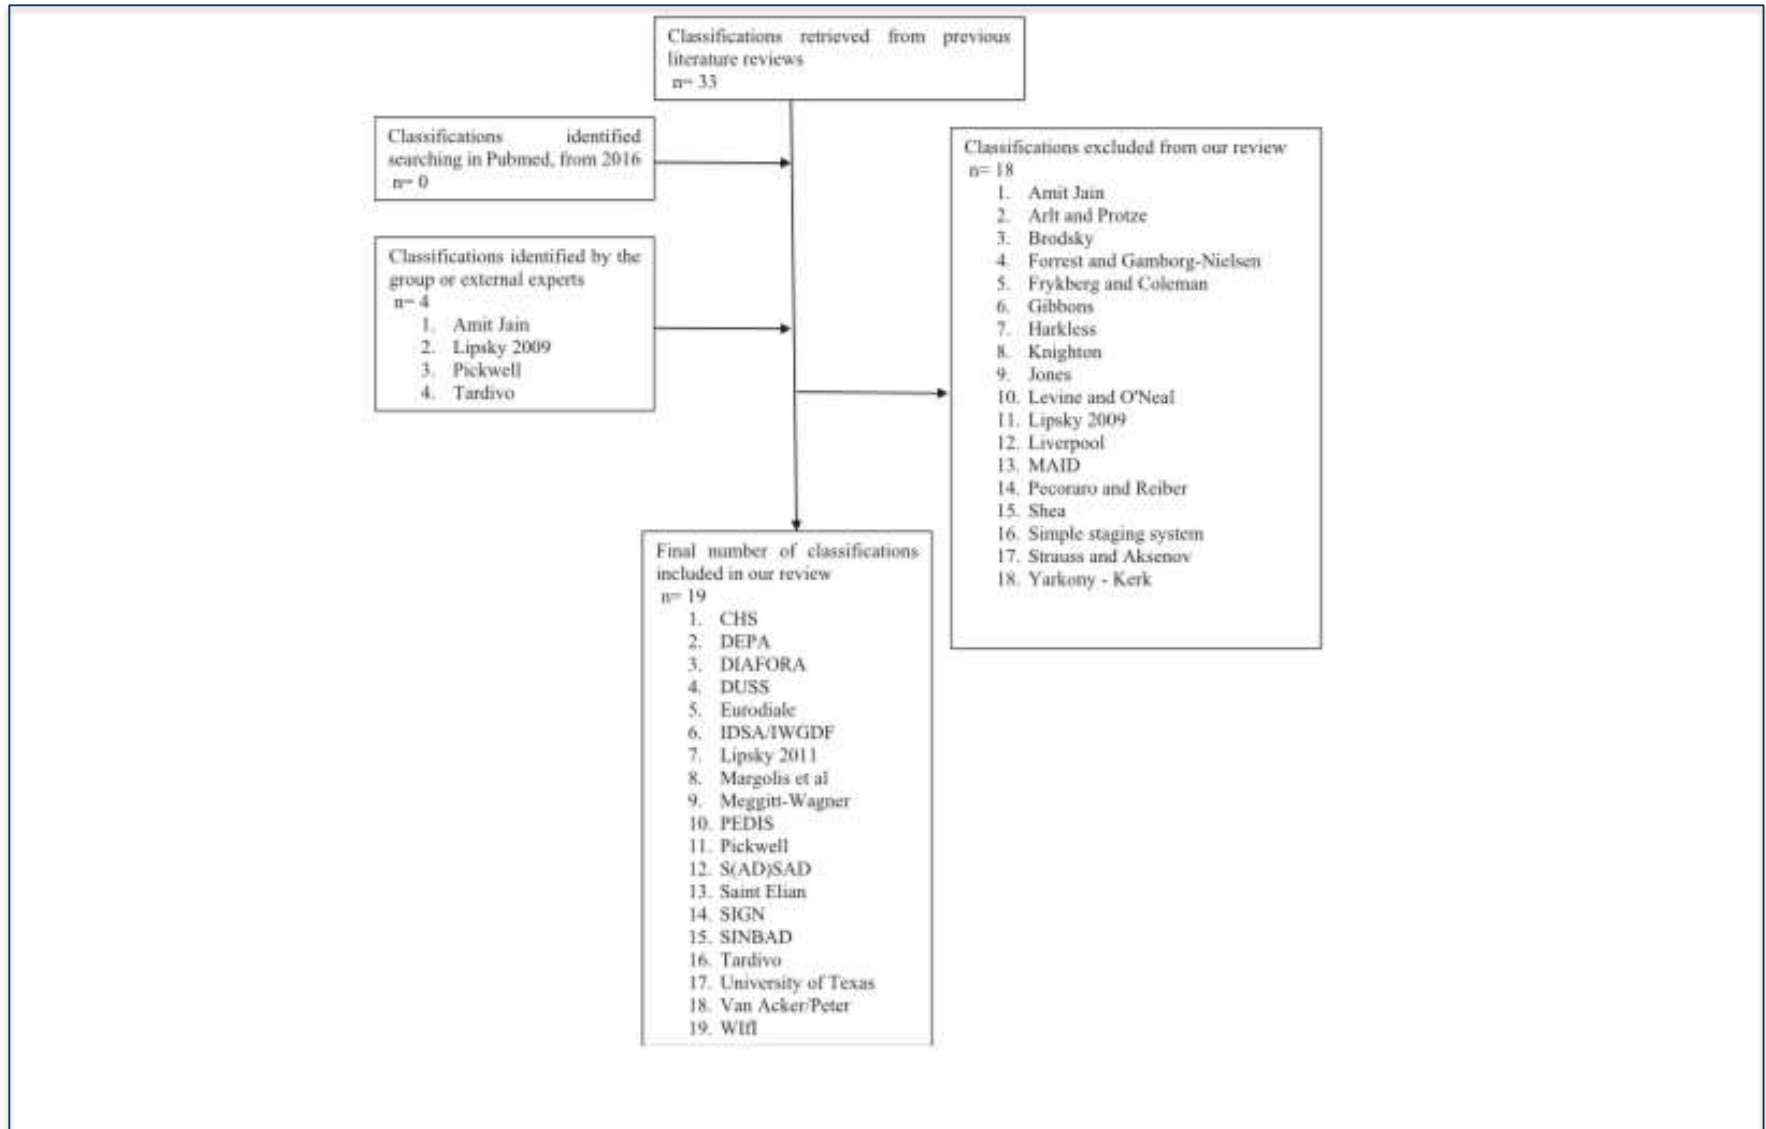 Classifications retrieved from previous
literature reviews
n= 33
Classifications identified
searching in Pubmed, from 2016
n= 0
Classifications identified by the
group or external experts
n= 4
1. Amit Jain
2. Lipsky 2009
3. Pickwell
4. Tardivo
Classifications excluded from our review
n= 18
1. Amit Jain
2. Arlt and Protze
3. Brodsky
4. Forrest and Gamborg-Nielsen
5. Frykberg and Coleman
6. Gibbons
7. Harkless
8. Knighton
9. Jones
10. Levine and O'Neal
11. Lipsky 2009
12. Liverpool
13. MAID
14. Pecoraro and Reiber
15. Shea
16. Simple staging system
17. Strauss and Aksenov
18. Yarkony - Kerk
Final number of classifications
included in our review
n= 19
1. CHS
2. DEPA
3. DIAFORA
4. DUSS
5. Eurodiale
6. IDSA/IWGDF
7. Lipsky 2011
8. Margolis et al
9. Meggitt-Wagner
10. PEDIS
11. Pickwell
12. S(AD)SAD
13. Saint Elian
14. SIGN
15. SINBAD
16. Tardivo
17. University of Texas
18. Van Acker/Peter
19. WIfI